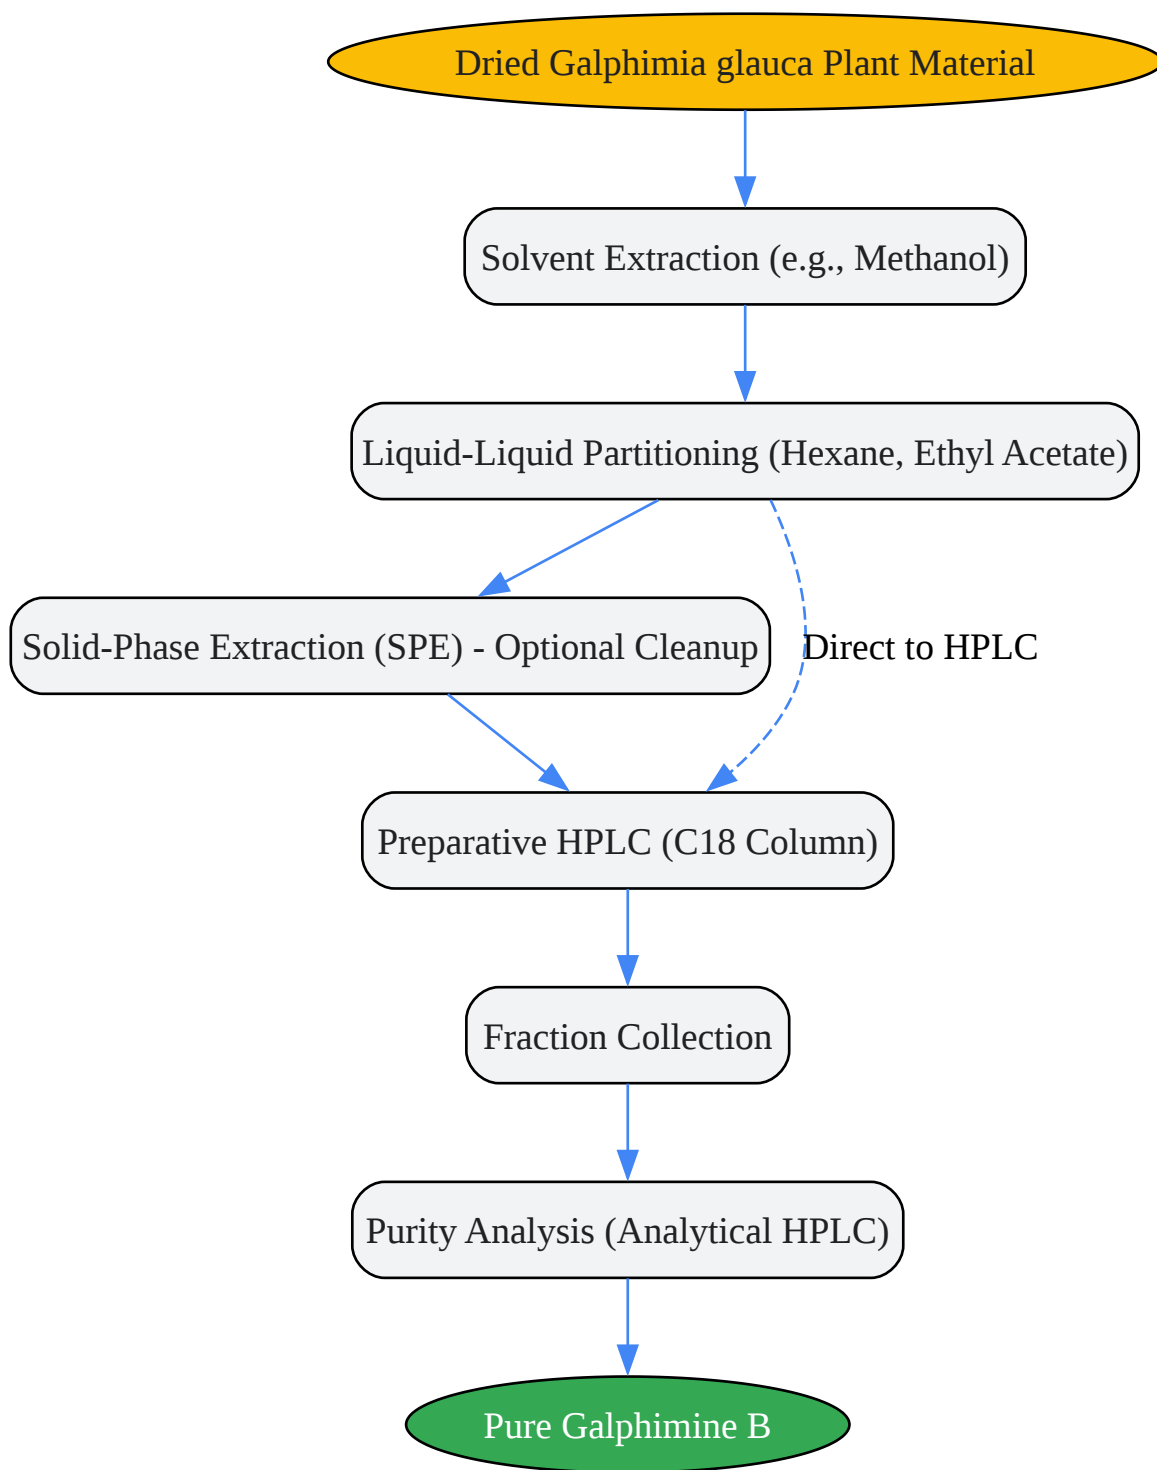 Dried Galphimia glauca Plant Material
Solvent Extraction (e.g., Methanol)
Liquid-Liquid Partitioning (Hexane, Ethyl Acetate)
Solid-Phase Extraction (SPE) - Optional Cleanup
Direct to HPLC
Preparative HPLC (C18 Column)
Fraction Collection
Purity Analysis (Analytical HPLC)
Pure Galphimine B